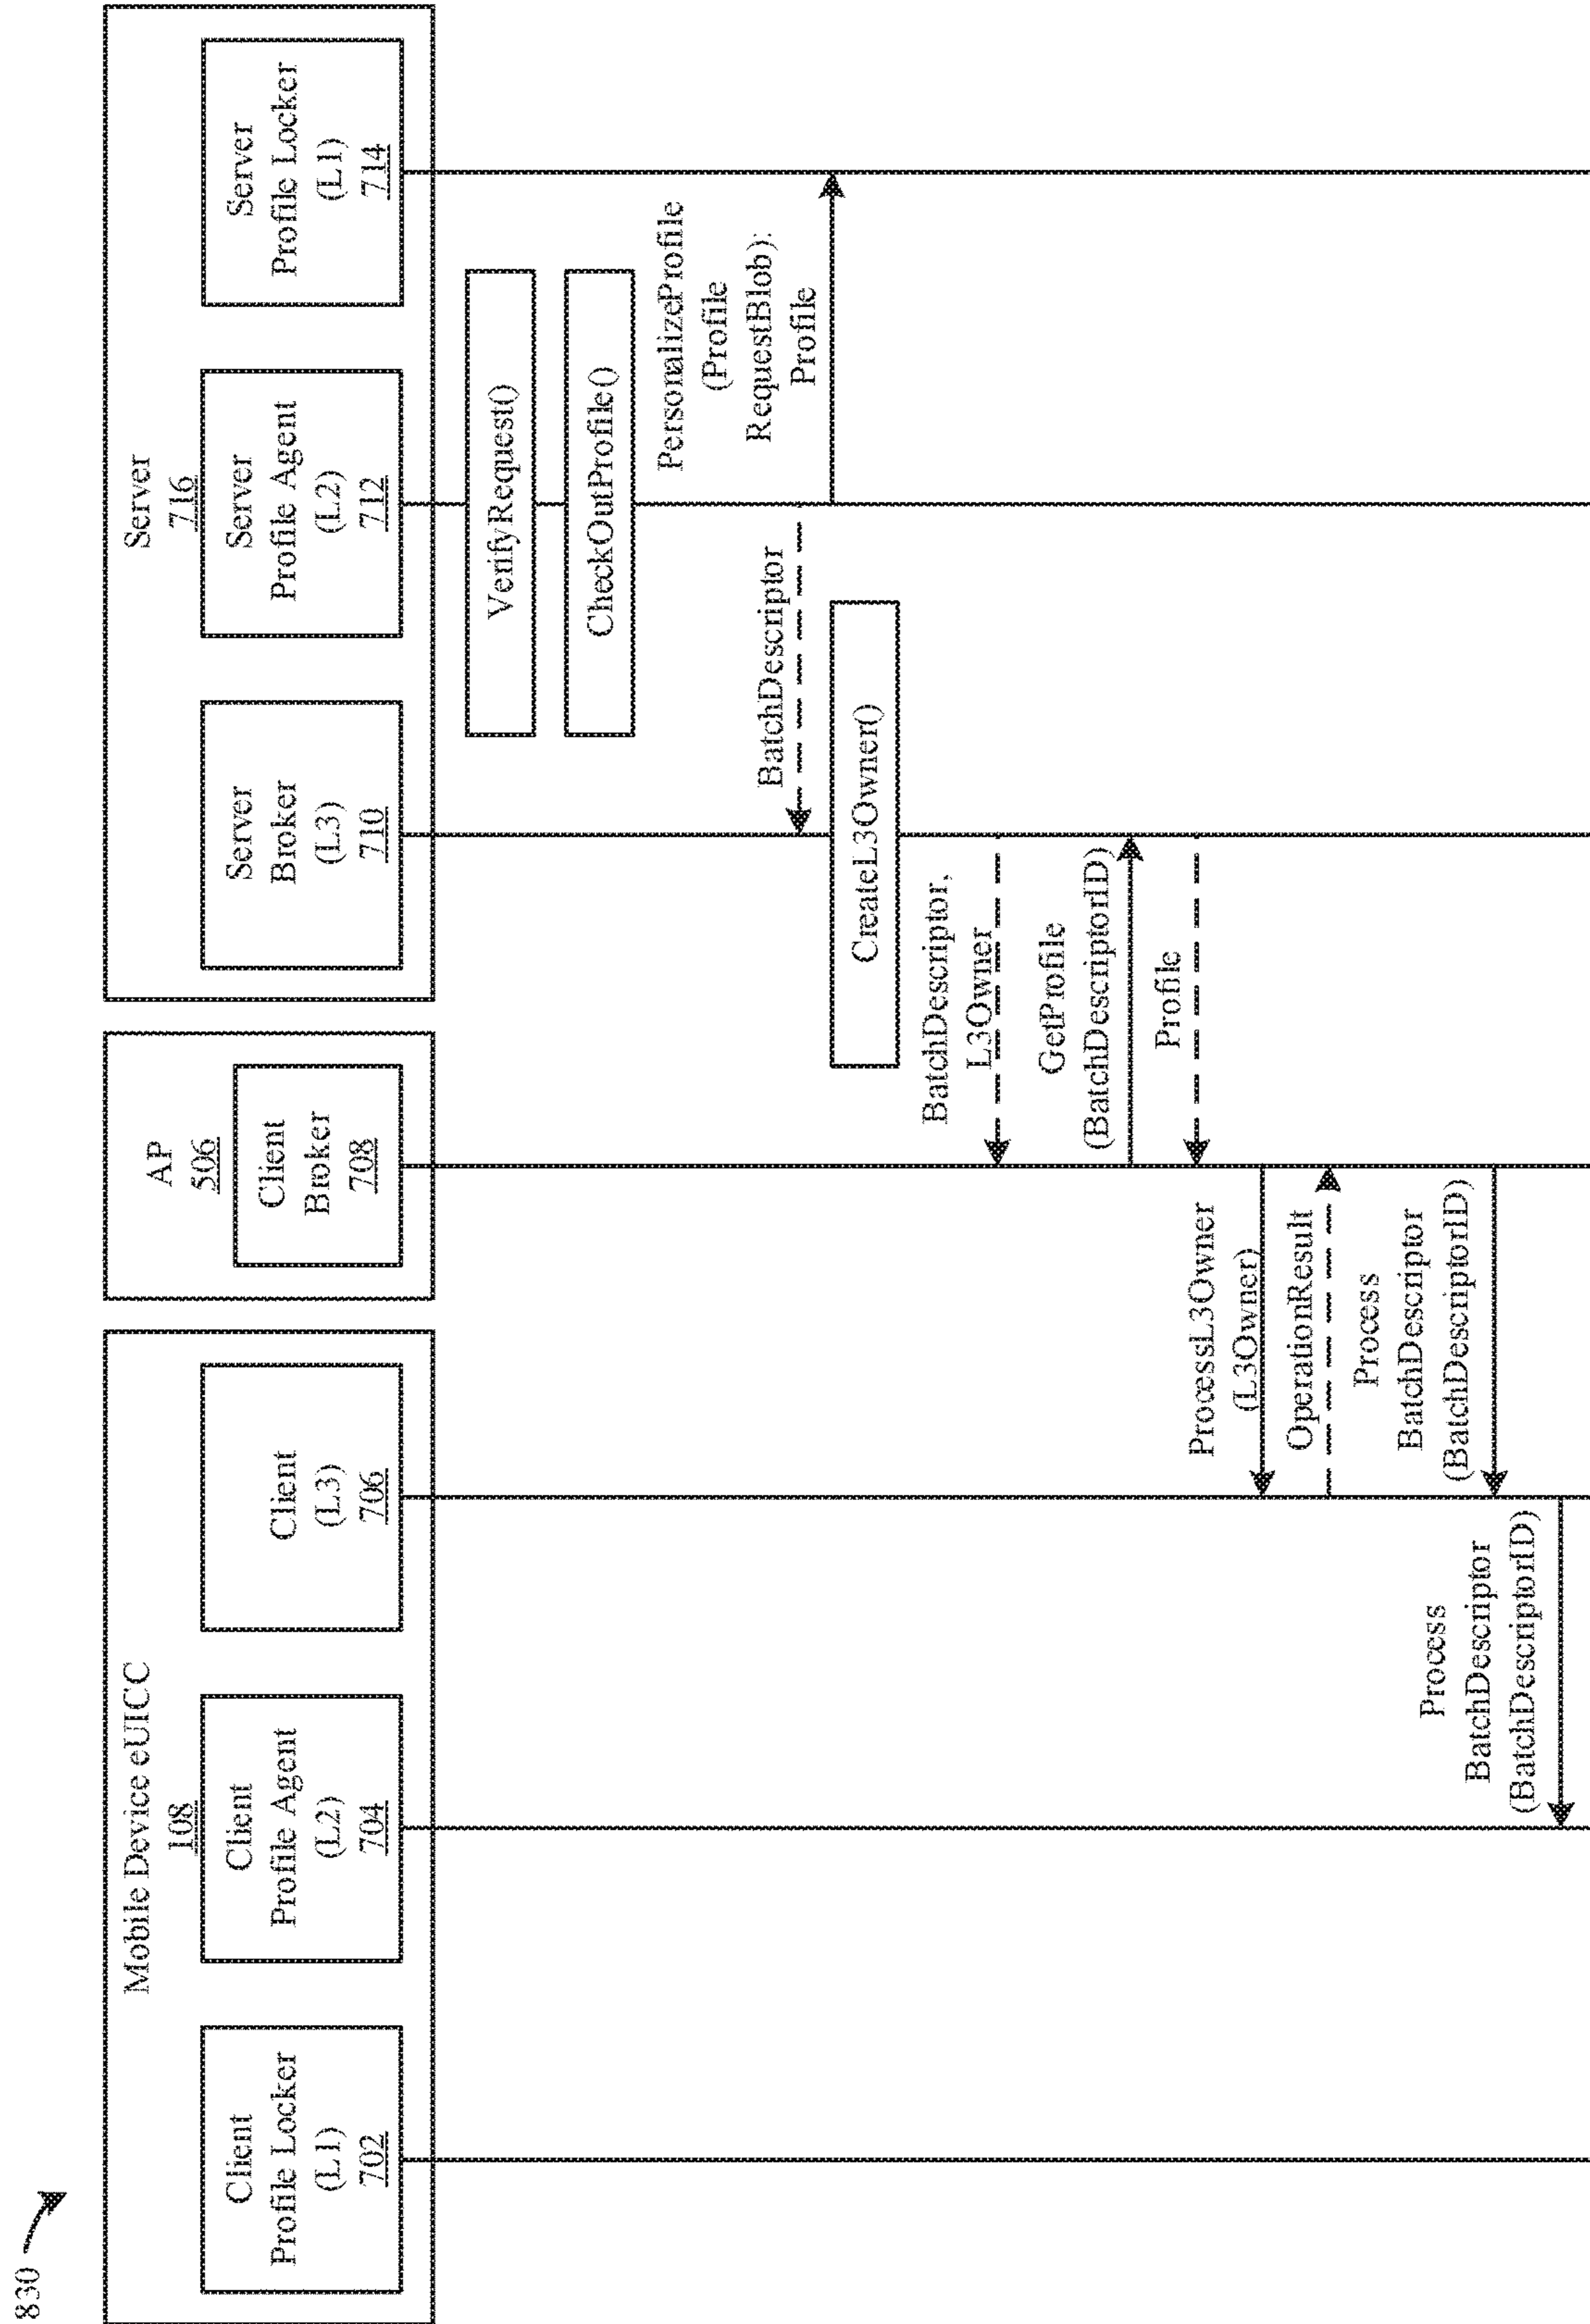 830
Mobile Device eUICC
108
Client
Profile Locker
(L1)
702
Client
Profile Agent
(L2)
704
Client
(L3)
706
AP
506
Client
Broker
708
Server
716
Server
Broker
(L3)
710
Server
Profile Agent
(L2)
712
Server
Profile Locker
(L1)
714
VerifyRequest()
CheckOutProfile()
PersonalizeProfile
(Profile
RequestBlob):
Profile
BatchDescriptor
CreateL3Owner()
BatchDescriptor,
L3Owner
GetProfile
(BatchDescriptorID)
Profile
ProcessL3Owner
(L3Owner)
OperationResult
Process
BatchDescriptor
(BatchDescriptorID)
Process
BatchDescriptor
(BatchDescriptorID)